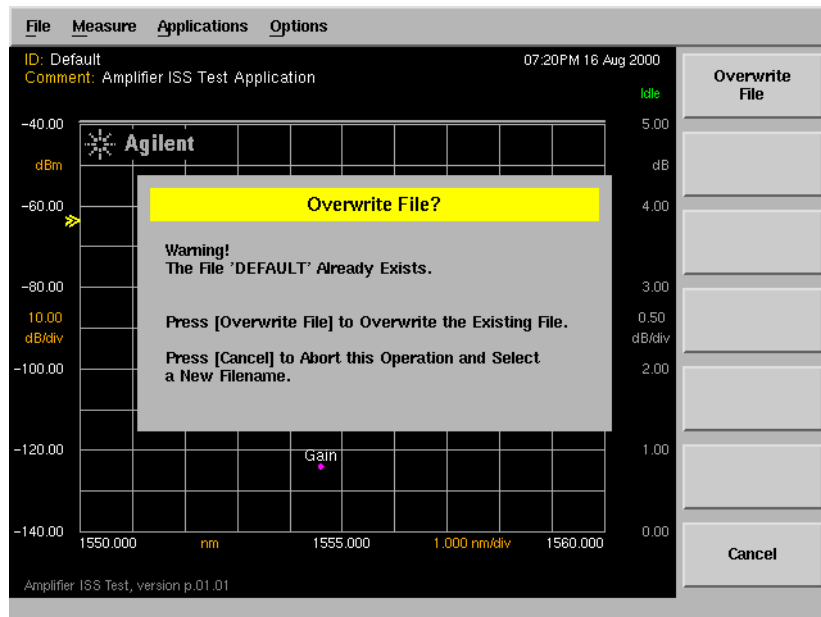 File Measure Applications Options
ID: Default 07:20PM 16 Aug 2000
Comment: Amplifier ISS Test Application
Idle
Overwrite
File
-40.00 5.00
Agilent
dBm dB
-60.00 4.00
Overwrite File?
Warning!
The File 'DEFAULT' Already Exists.
-80.00 3.00
10.00 0.50
dB/div dB/div
Press [Overwrite File] to Overwrite the Existing File.
Press [Cancel] to Abort this Operation and Select
a New Filename.
-100.00 2.00
-120.00 1.00
Gain
-140.00 0.00
1550.000 nm 1555.000 1.000 nm/div 1560.000
Cancel
Amplifier ISS Test, version p.01.01